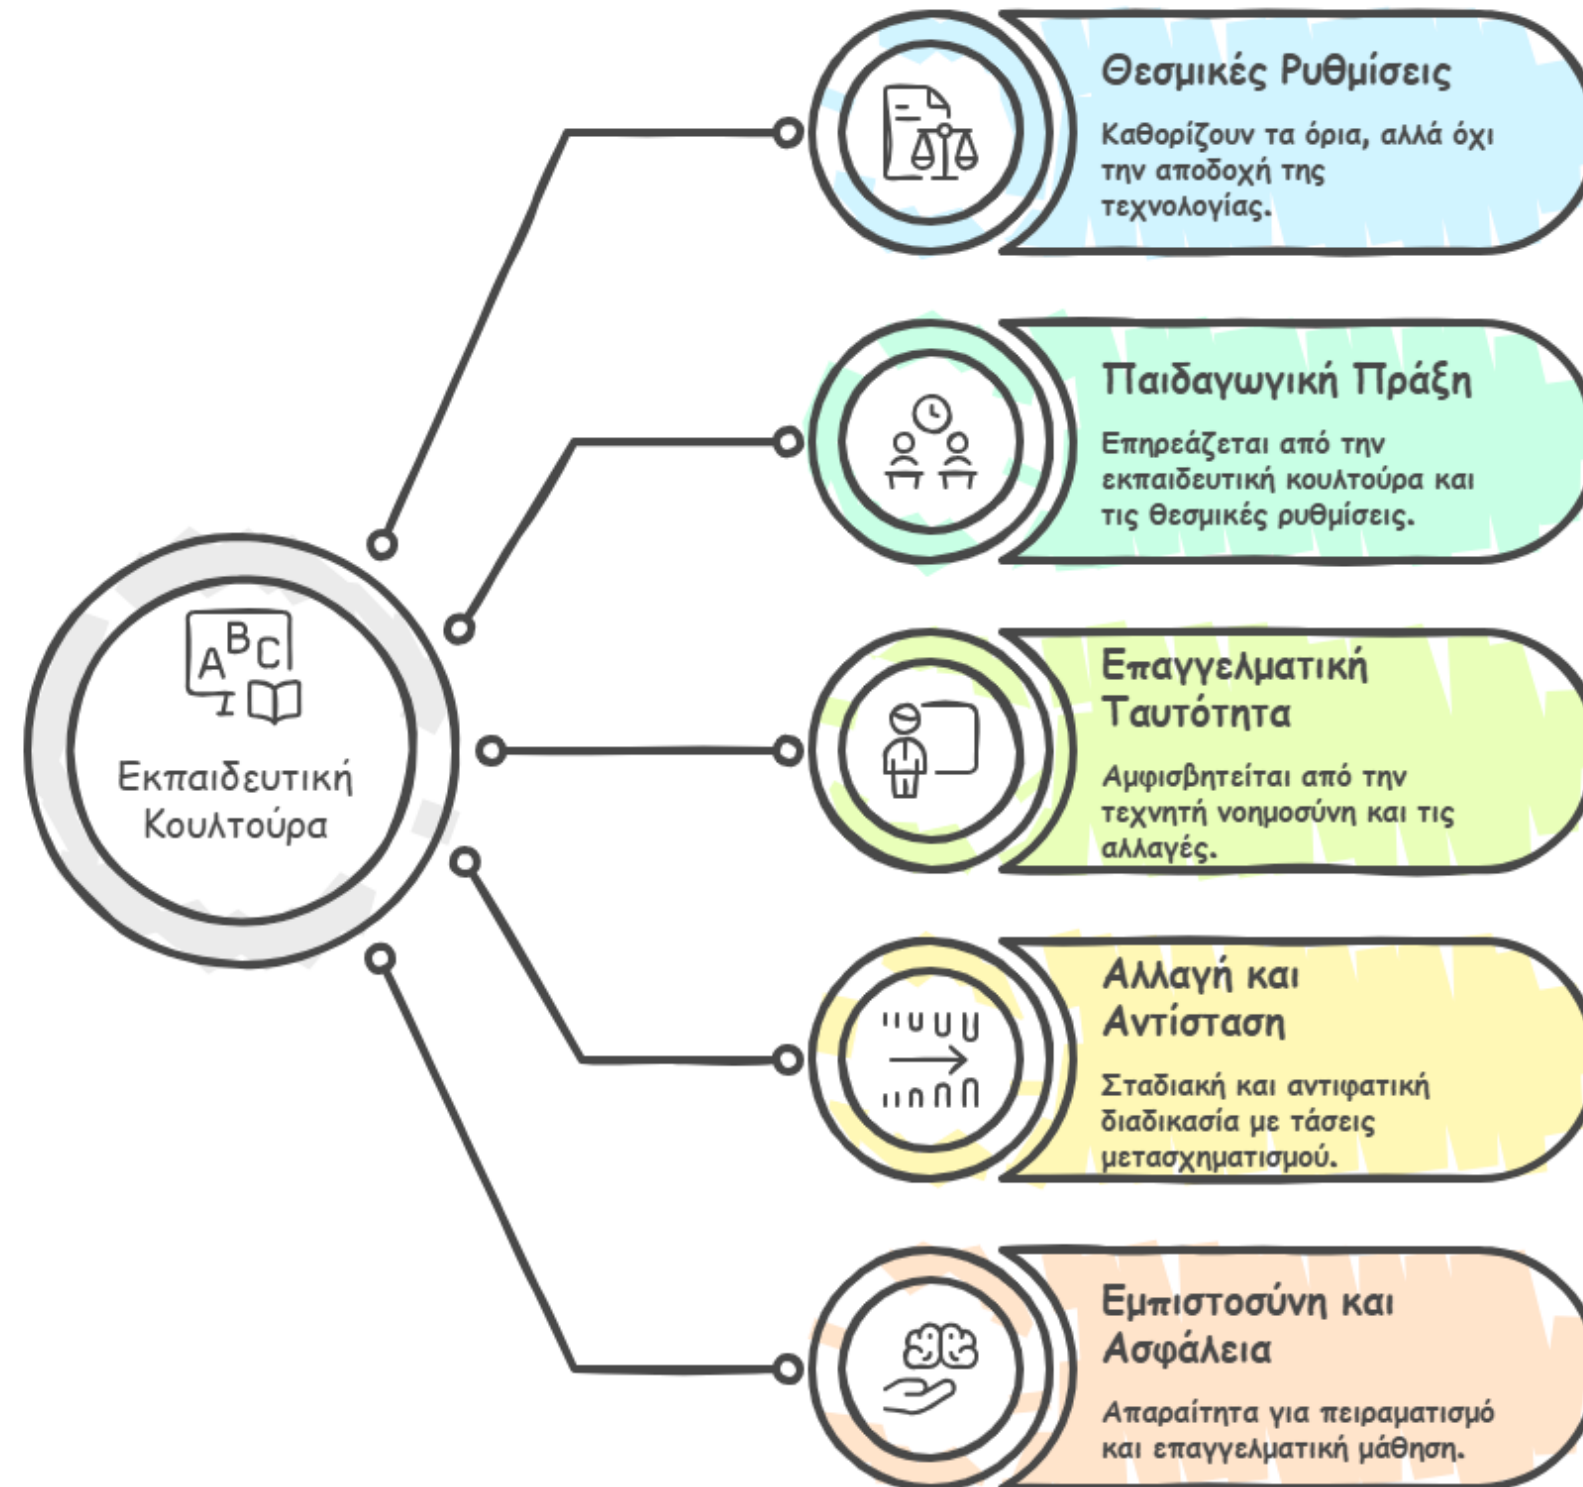 Θεσμικές Ρυθμίσεις
Καθορίζουν τα όρια, αλλά όχι
την αποδοχή της
τεχνολογίας.
Παιδαγωγική Πράξη
Επηρεάζεται από την
εκπαιδευτική κουλτούρα και
τις θεσμικές ρυθμίσεις.
A B C
Εκπαιδευτική
Κουλτούρα
Επαγγελματική
Ταυτότητα
Αμφισβητείται από την
τεχνητή νοημοσύνη και τις
αλλαγές.
Αλλαγή και
Αντίσταση
Σταδιακή και αντιφατική
διαδικασία με τάσεις
μετασχηματισμού.
Εμπιστοσύνη και
Ασφάλεια
Απαραίτητα για πειραματισμό
και επαγγελματική μάθηση.